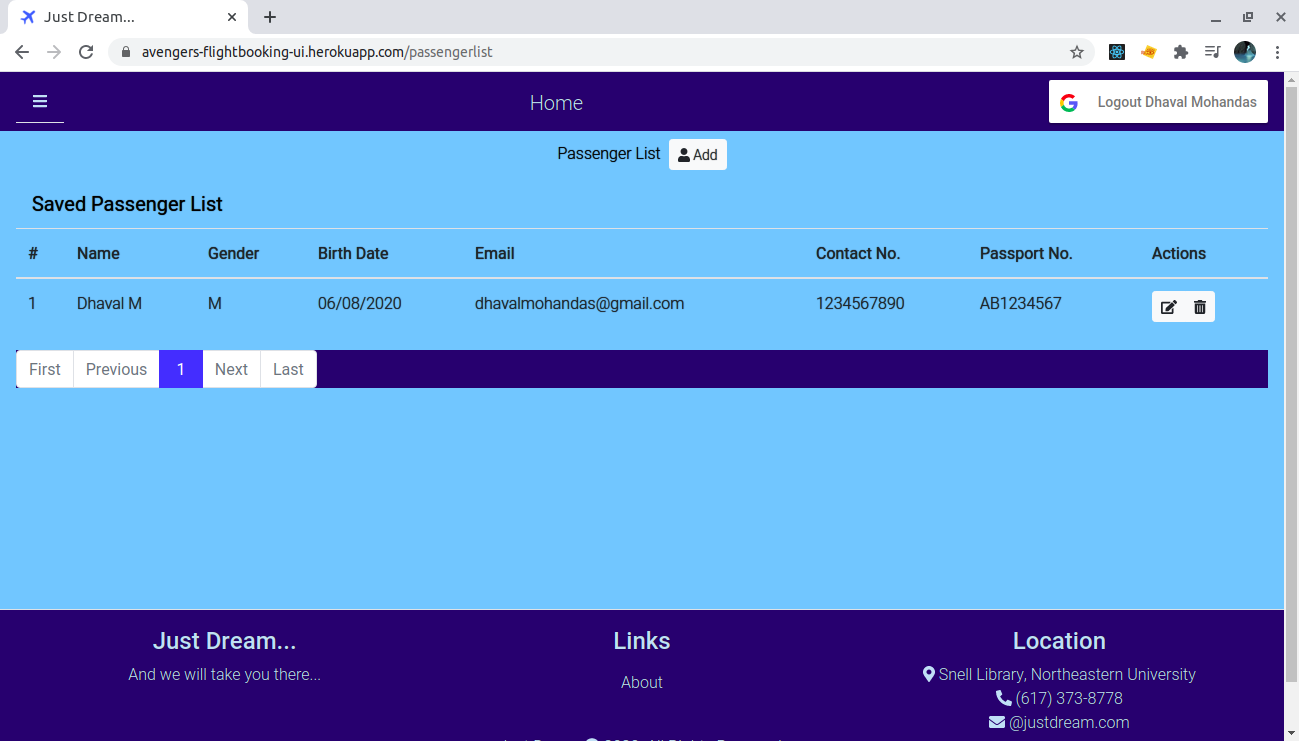 Just Dream...
avengers-flightbooking-ui.herokuapp.com/passengerlist
Home
Logout Dhaval Mohandas
Passenger List Add
Saved Passenger List
# Name Gender Birth Date Email Contact No. Passport No. Actions
1 Dhaval M M 06/08/2020 dhavalmohandas@gmail.com 1234567890 AB1234567
First Previous 1 Next Last
Just Dream... Links Location
And we will take you there... About Snell Library, Northeastern University
(617) 373-8778
@justdream.com